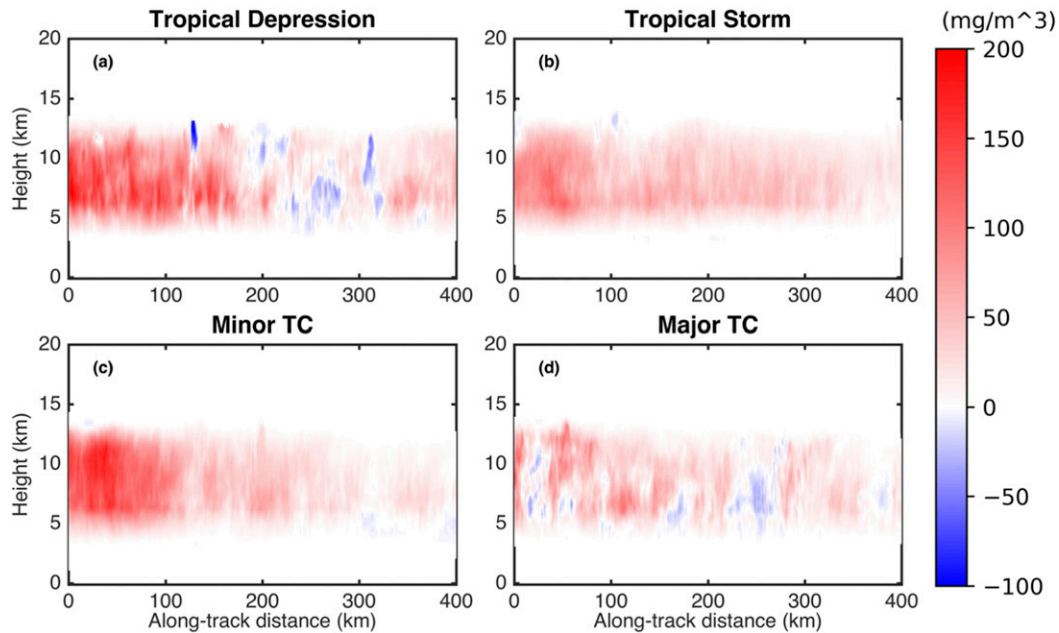 Tropical Depression
Tropical Storm
(mg/m^3)
20
15
10
5
0
Height (km)
(a)
0 100 200 300 400
20
15
10
5
0
(b)
0 100 200 300 400
Minor TC
Major TC
20
15
10
5
0
Height (km)
(c)
0 100 200 300 400
Along-track distance (km)
20
15
10
5
0
(d)
0 100 200 300 400
Along-track distance (km)
200
150
100
50
0
−50
−100